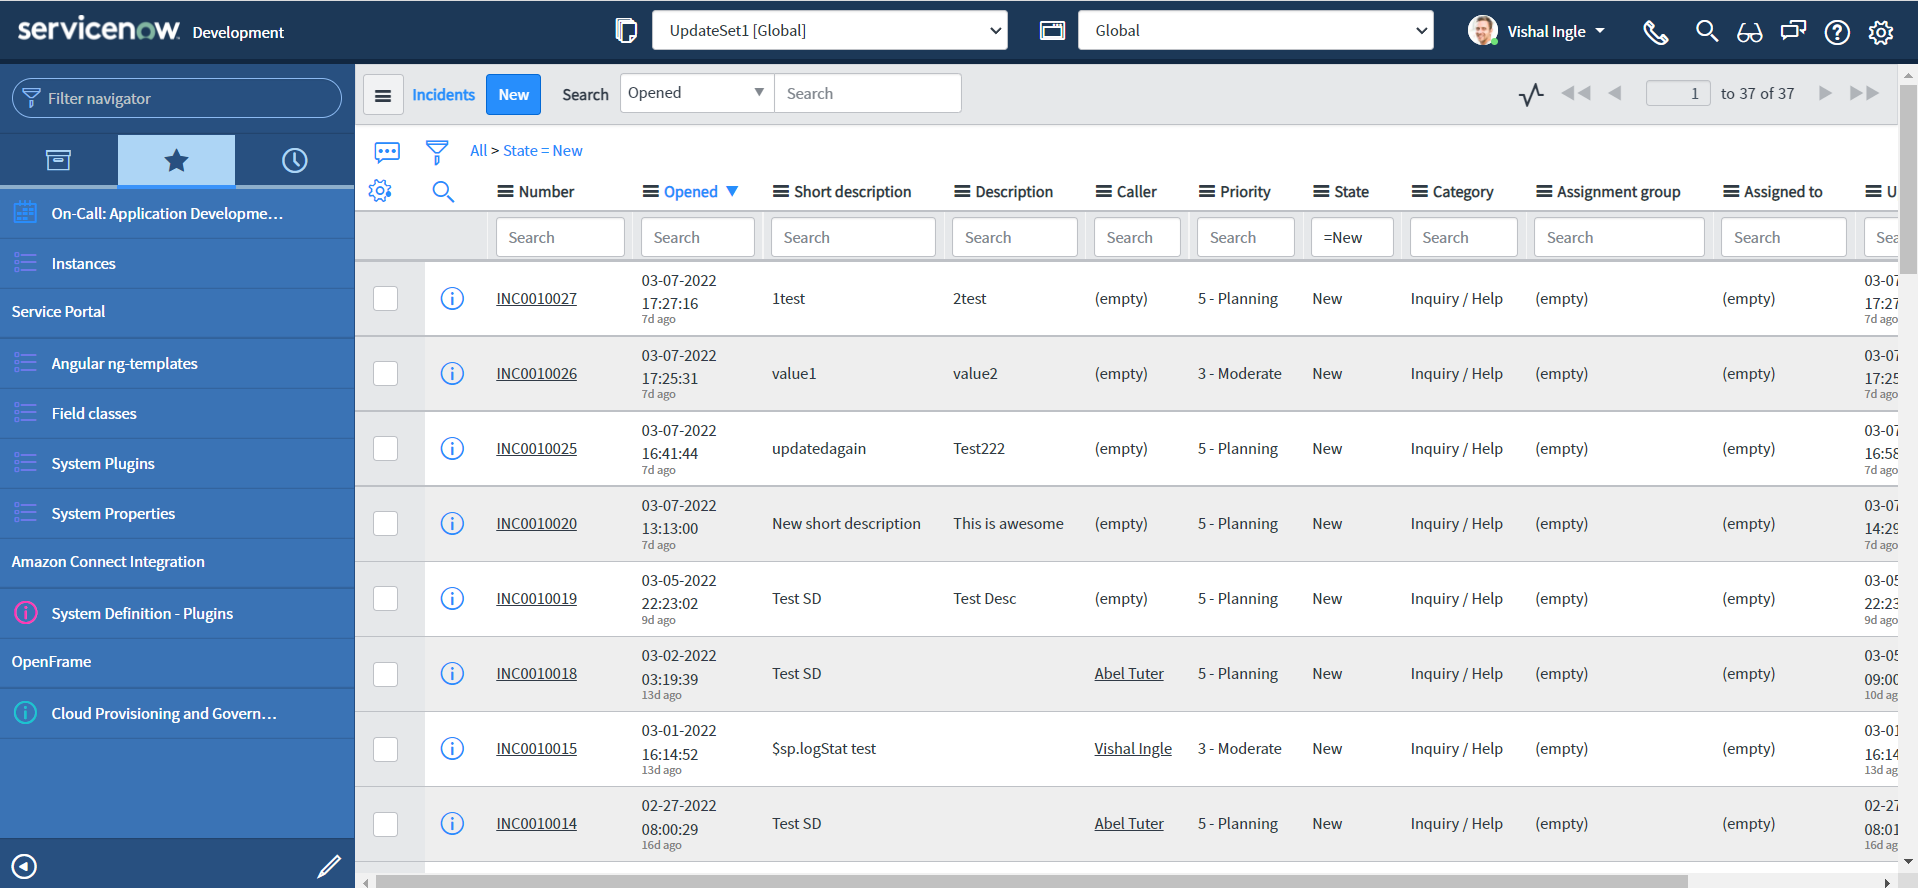 servicenow. Development
UpdateSet1 [Global]
Global
Vishal Ingle
Filter navigator
On-Call: Application Developme...
Instances
Service Portal
Angular ng-templates
Field classes
System Plugins
System Properties
Amazon Connect Integration
System Definition - Plugins
OpenFrame
Cloud Provisioning and Govern...
Incidents New Search Opened Search 1 to 37 of 37
All > State = New
Number Opened Short description Description Caller Priority State Category Assignment group Assigned to U
Search Search Search Search Search Search =New Search Search Search Sea
INC0010027 03-07-2022 17:27:16 7d ago 1test 2test (empty) 5 - Planning New Inquiry / Help (empty) (empty) 03-07 17:27 7d ago
INC0010026 03-07-2022 17:25:31 7d ago value1 value2 (empty) 3 - Moderate New Inquiry / Help (empty) (empty) 03-07 17:25 7d ago
INC0010025 03-07-2022 16:41:44 7d ago updatedagain Test222 (empty) 5 - Planning New Inquiry / Help (empty) (empty) 03-07 16:58 7d ago
INC0010020 03-07-2022 13:13:00 7d ago New short description This is awesome (empty) 5 - Planning New Inquiry / Help (empty) (empty) 03-07 14:29 7d ago
INC0010019 03-05-2022 22:23:02 9d ago Test SD Test Desc (empty) 5 - Planning New Inquiry / Help (empty) (empty) 03-05 22:23 9d ago
INC0010018 03-02-2022 03:19:39 13d ago Test SD Abel Tuter 5 - Planning New Inquiry / Help (empty) (empty) 03-05 09:00 10d ag
INC0010015 03-01-2022 16:14:52 13d ago $sp.logStat test Vishal Ingle 3 - Moderate New Inquiry / Help (empty) (empty) 03-01 16:14 13d ag
INC0010014 02-27-2022 08:00:29 16d ago Test SD Abel Tuter 5 - Planning New Inquiry / Help (empty) (empty) 02-27 08:01 16d ag